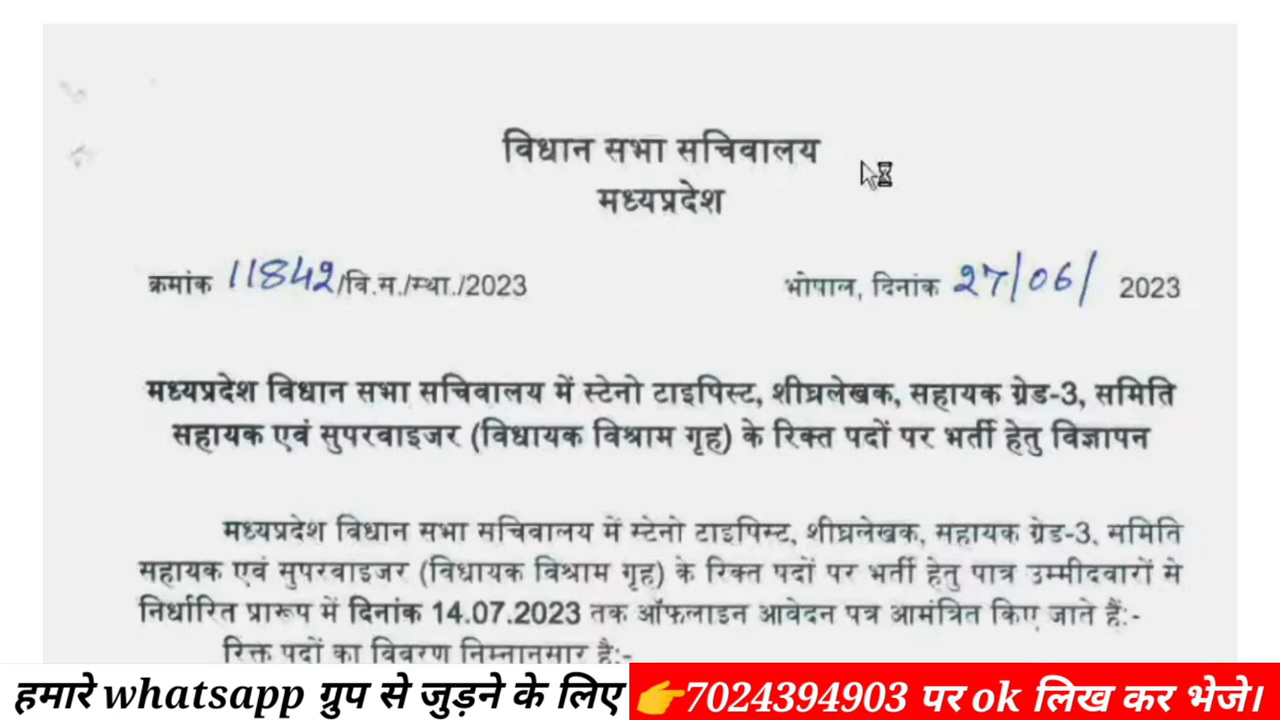 विधान सभा सचिवालय
मध्यप्रदेश
क्रमांक 11842/वि.स./स्था./2023 भोपाल, दिनांक 27/06/ 2023
मध्यप्रदेश विधान सभा सचिवालय में स्टेनो टाइपिस्ट, शीघ्रलेखक, सहायक ग्रेड-3, समिति
सहायक एवं सुपरवाइजर (विधायक विश्राम गृह) के रिक्त पदों पर भर्ती हेतु विज्ञापन
मध्यप्रदेश विधान सभा सचिवालय में स्टेनो टाइपिस्ट, शीघ्रलेखक, सहायक ग्रेड-3, समिति
सहायक एवं सुपरवाइजर (विधायक विश्राम गृह) के रिक्त पदों पर भर्ती हेतु पात्र उम्मीदवारों से
निर्धारित प्रारूप में दिनांक 14.07.2023 तक ऑफलाइन आवेदन पत्र आमंत्रित किए जाते हैं:-
रिक्त पदों का विवरण निम्नानुसार है:-
हमारे whatsapp ग्रुप से जुड़ने के लिए 👉7024394903 पर ok लिख कर भेजे।